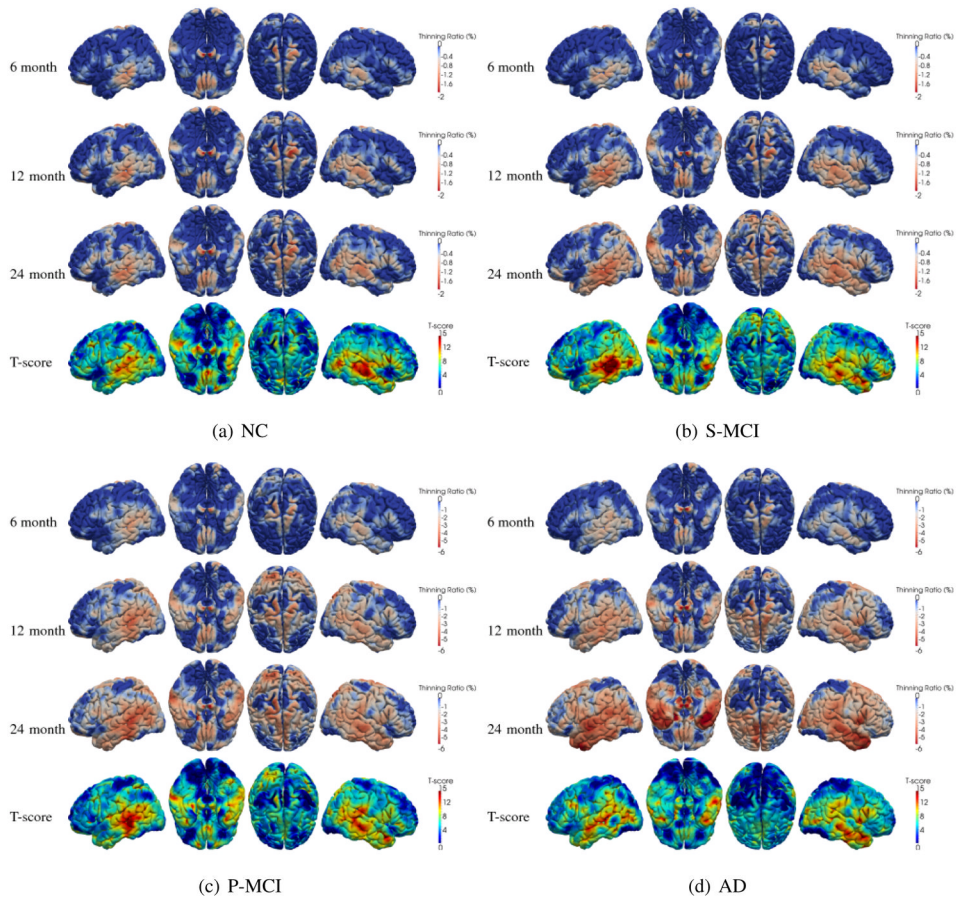 Thinning Ratio (%)
0
-0.4
-0.8
-1.2
-1.6
-2
6 month
Thinning Ratio (%)
0
-0.4
-0.8
-1.2
-1.6
-2
12 month
Thinning Ratio (%)
0
-0.4
-0.8
-1.2
-1.6
-2
24 month
T-score
15
12
8
4
0
T-score
(a) NC
Thinning Ratio (%)
0
-0.4
-0.8
-1.2
-1.6
-2
6 month
Thinning Ratio (%)
0
-0.4
-0.8
-1.2
-1.6
-2
12 month
Thinning Ratio (%)
0
-0.4
-0.8
-1.2
-1.6
-2
24 month
T-score
15
12
8
4
0
T-score
(b) S-MCI
Thinning Ratio (%)
0
-1
-2
-3
-4
-5
-6
6 month
Thinning Ratio (%)
0
-1
-2
-3
-4
-5
-6
12 month
Thinning Ratio (%)
0
-1
-2
-3
-4
-5
-6
24 month
T-score
15
12
8
4
0
T-score
(c) P-MCI
Thinning Ratio (%)
0
-1
-2
-3
-4
-5
-6
6 month
Thinning Ratio (%)
0
-1
-2
-3
-4
-5
-6
12 month
Thinning Ratio (%)
0
-1
-2
-3
-4
-5
-6
24 month
T-score
15
12
8
4
0
T-score
(d) AD